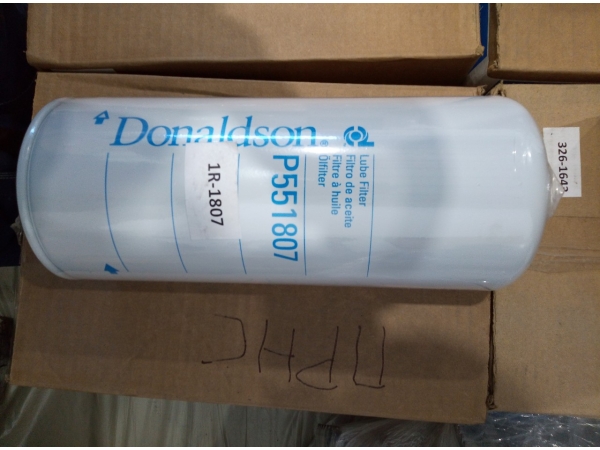 Donaldson®
P551807
Lube Filter
Filtro de aceite
Filtre à huile
Ölfilter
1R-1807
326-1643